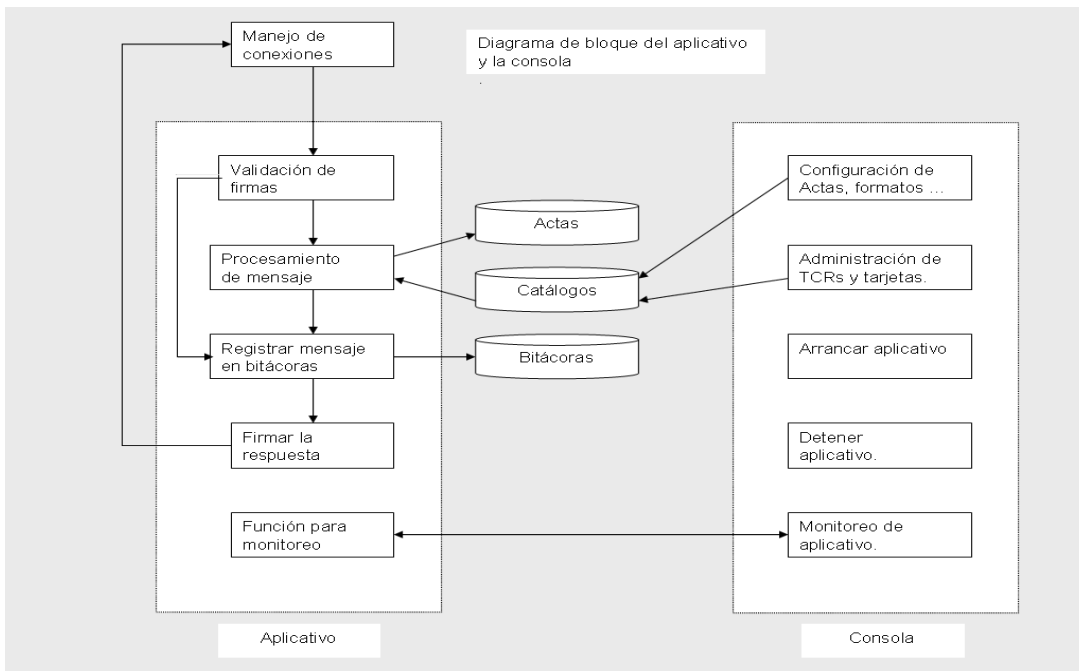 Manejo de
conexiones
Diagrama de bloque del aplicativo
y la consola
.
Validación de
firmas
Procesamiento
de mensaje
Registrar mensaje
en bitácoras
Firmar la
respuesta
Función para
monitoreo
Aplicativo
Actas
Catálogos
Bitácoras
Configuración de
Actas, formatos ...
Administración de
TCRs y tarjetas.
Arrancar aplicativo
Detener
aplicativo.
Monitoreo de
aplicativo.
Consola